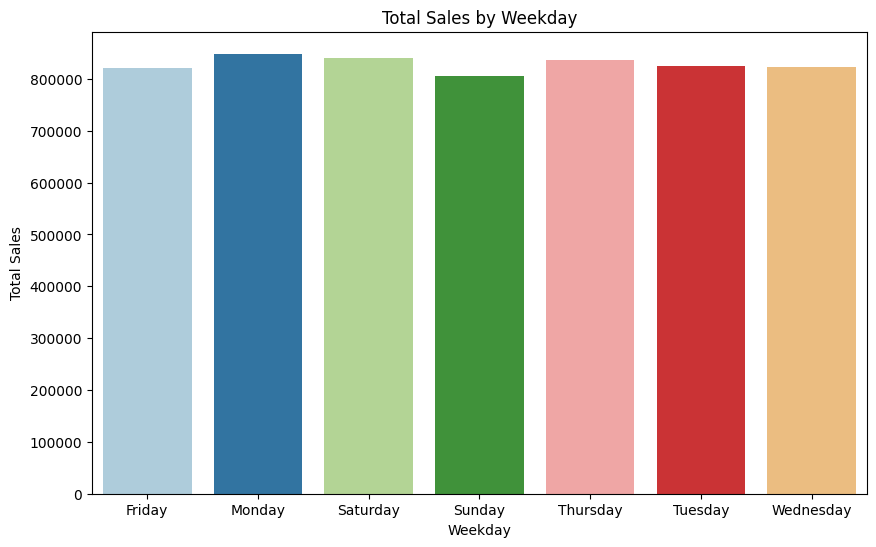 Total Sales by Weekday
Total Sales
800000
700000
600000
500000
400000
300000
200000
100000
0
Friday Monday Saturday Sunday Thursday Tuesday Wednesday
Weekday